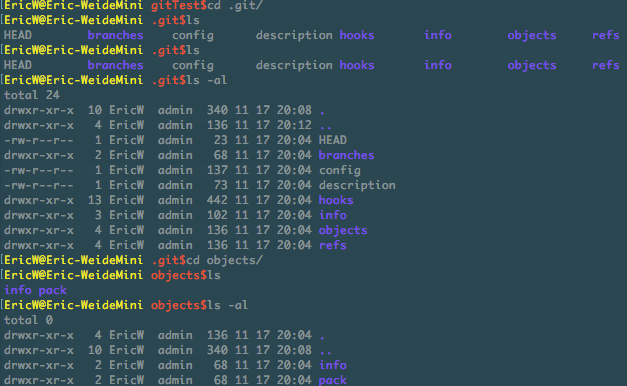 [EricW@Eric-WeideMini gitTest$cd .git/
[EricW@Eric-WeideMini .git$ls
HEAD branches config description hooks info objects refs
[EricW@Eric-WeideMini .git$ls
HEAD branches config description hooks info objects refs
[EricW@Eric-WeideMini .git$ls -al
total 24
drwxr-xr-x 10 EricW admin 340 11 17 20:08 .
drwxr-xr-x 4 EricW admin 136 11 17 20:12 ..
-rw-r--r-- 1 EricW admin 23 11 17 20:04 HEAD
drwxr-xr-x 2 EricW admin 68 11 17 20:04 branches
-rw-r--r-- 1 EricW admin 137 11 17 20:04 config
-rw-r--r-- 1 EricW admin 73 11 17 20:04 description
drwxr-xr-x 13 EricW admin 442 11 17 20:04 hooks
drwxr-xr-x 3 EricW admin 102 11 17 20:04 info
drwxr-xr-x 4 EricW admin 136 11 17 20:04 objects
drwxr-xr-x 4 EricW admin 136 11 17 20:04 refs
[EricW@Eric-WeideMini .git$cd objects/
[EricW@Eric-WeideMini objects$ls
info pack
[EricW@Eric-WeideMini objects$ls -al
total 0
drwxr-xr-x 4 EricW admin 136 11 17 20:04 .
drwxr-xr-x 10 EricW admin 340 11 17 20:08 ..
drwxr-xr-x 2 EricW admin 68 11 17 20:04 info
drwxr-xr-x 2 EricW admin 68 11 17 20:04 pack